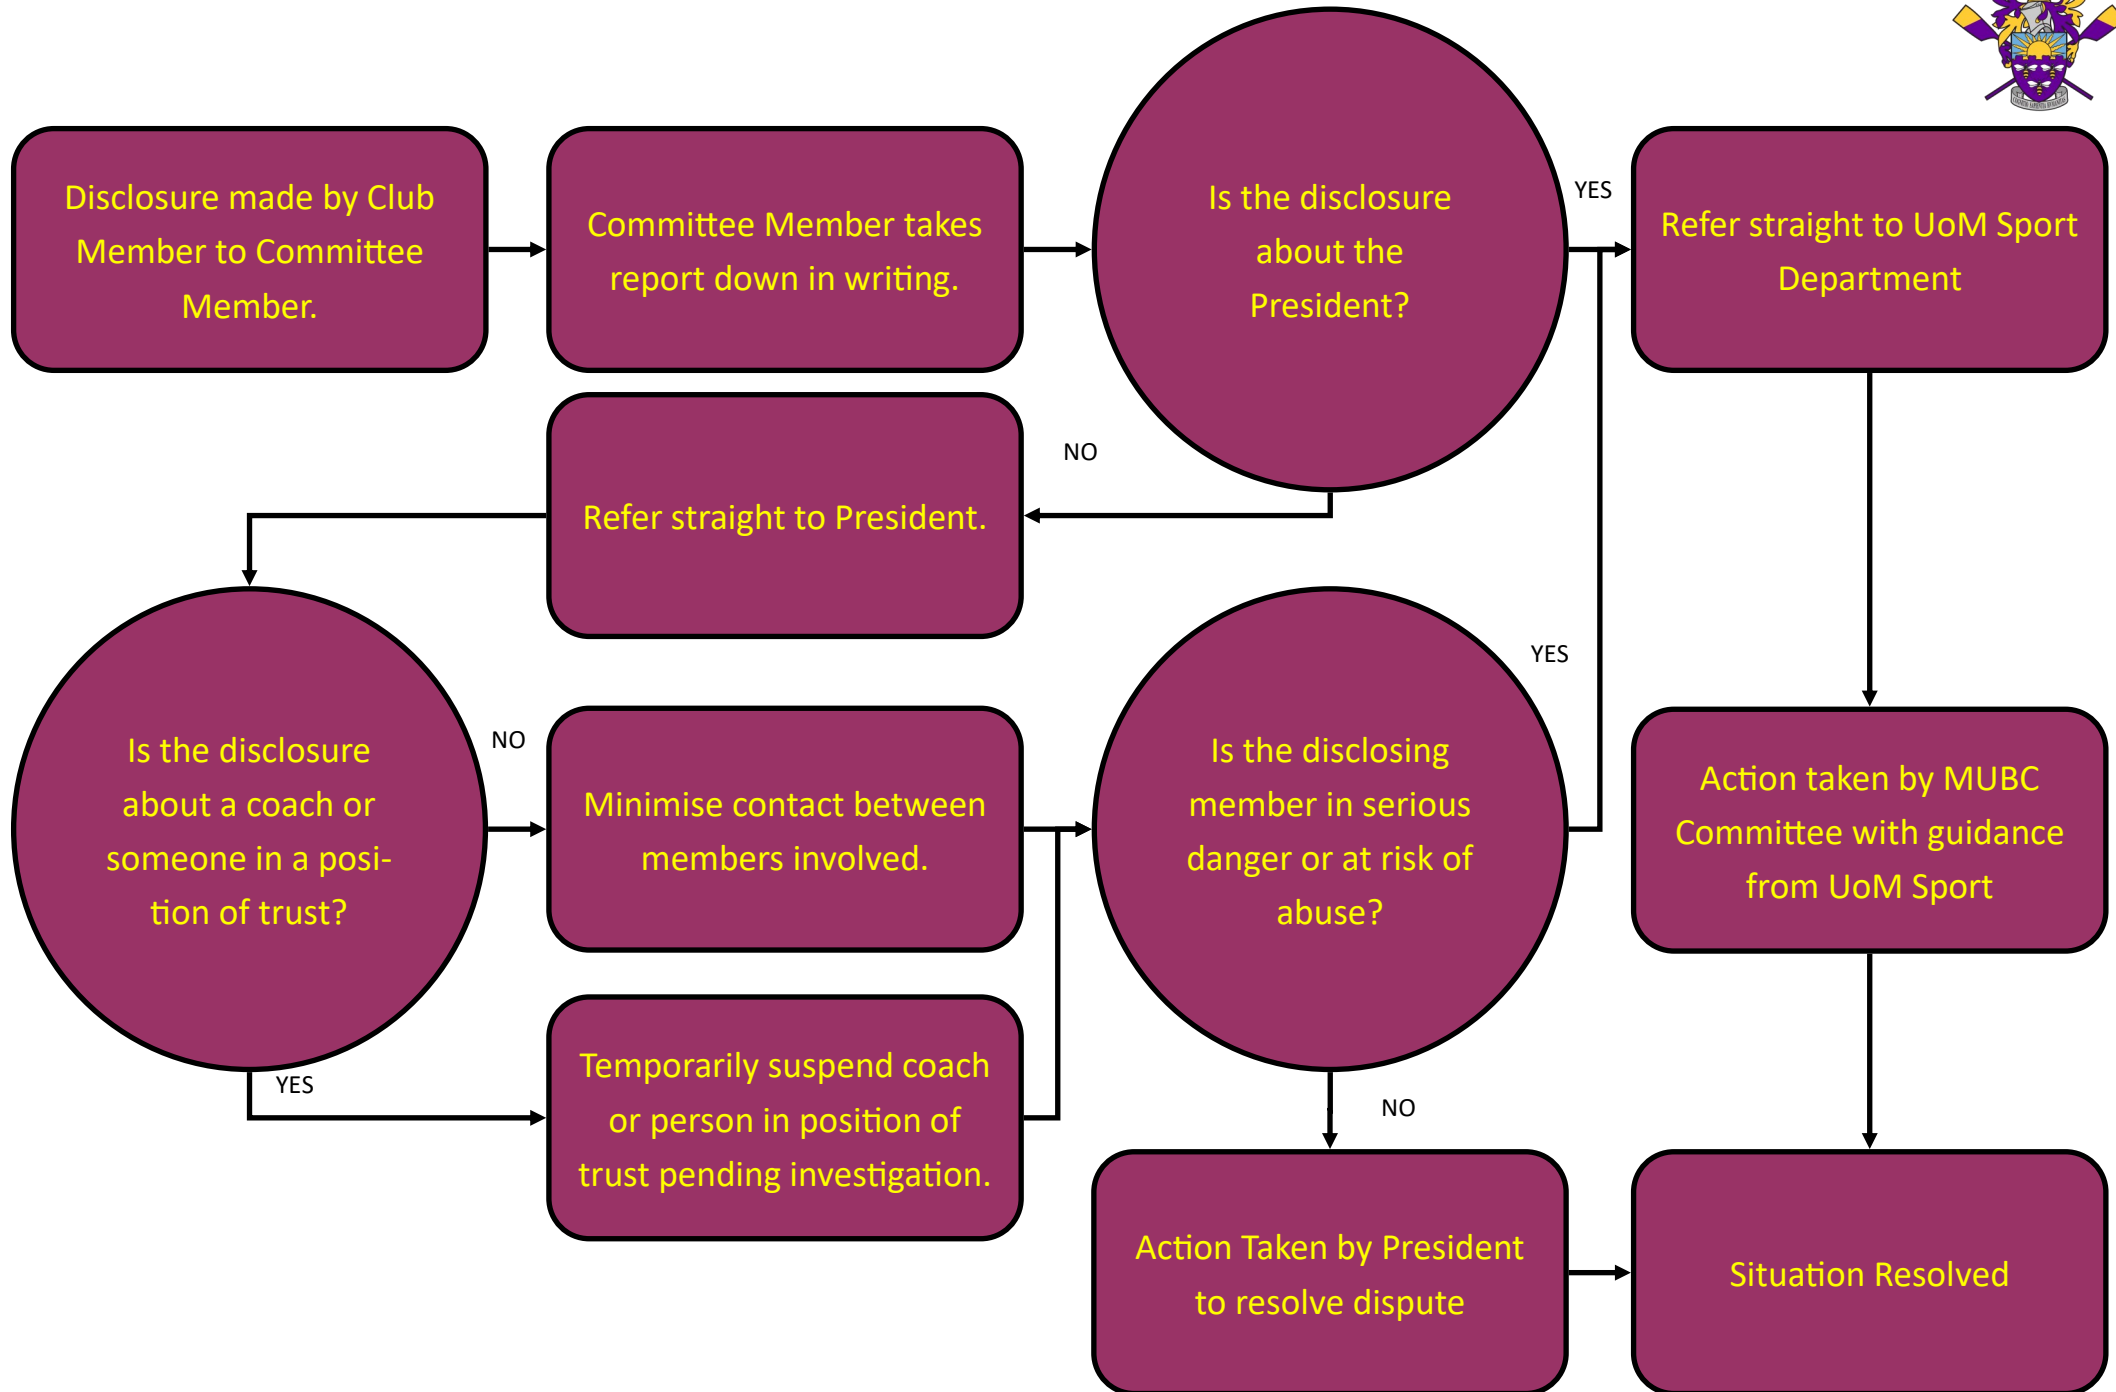 Disclosure made by Club
Member to Committee
Member.
Committee Member takes
report down in writing.
Is the disclosure
about the
President?
YES
Refer straight to UoM Sport
Department
NO
Refer straight to President.
Is the disclosure
about a coach or
someone in a posi-
tion of trust?
NO
Minimise contact between
members involved.
YES
Temporarily suspend coach
or person in position of
trust pending investigation.
Is the disclosing
member in serious
danger or at risk of
abuse?
YES
NO
Action Taken by President
to resolve dispute
Action taken by MUBC
Committee with guidance
from UoM Sport
Situation Resolved